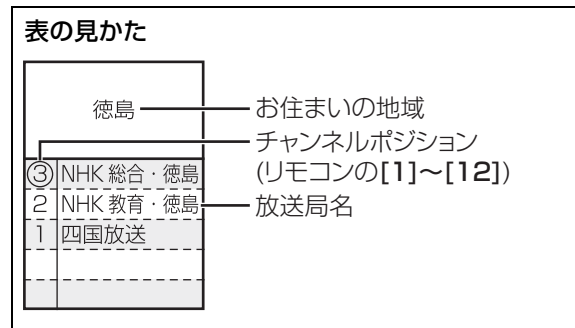 表の見かた
徳島
お住まいの地域
チャンネルポジション
(リモコンの[1]～[12])
③ NHK 総合・徳島
2 NHK 教育・徳島
放送局名
1 四国放送